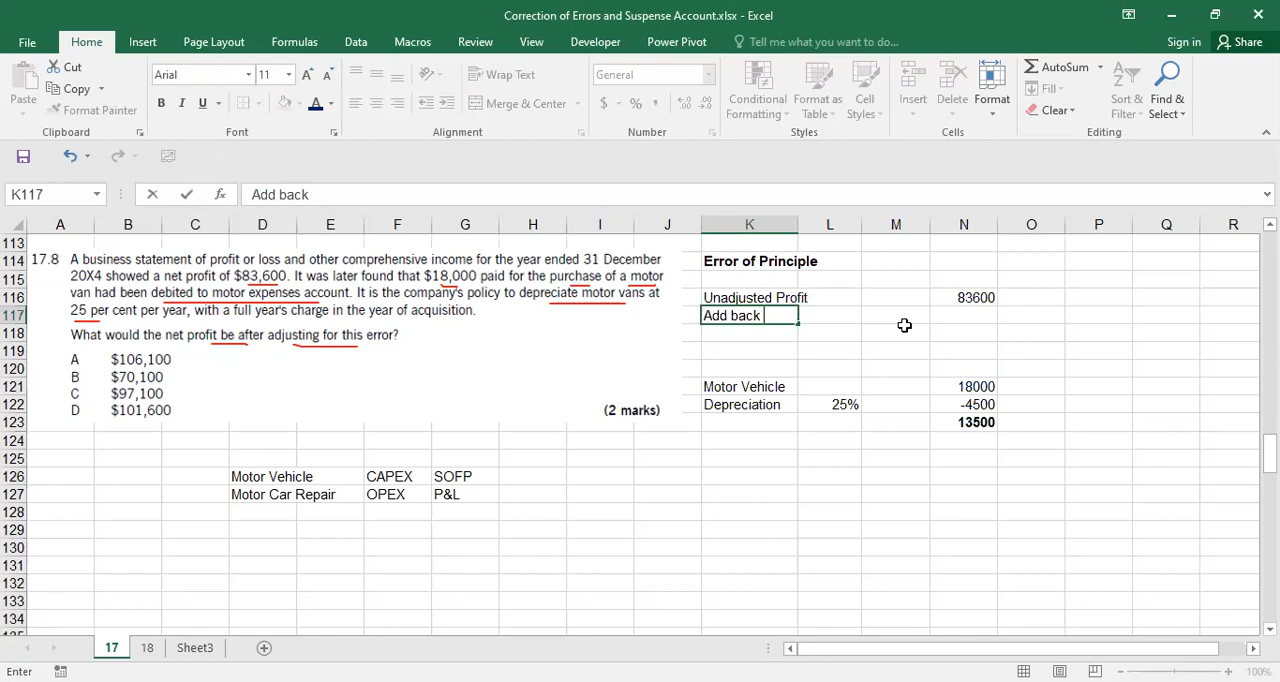 Correction of Errors and Suspense Account.xlsx - Excel
File Home Insert Page Layout Formulas Data Macros Review View Developer Power Pivot Tell me what you want to do... Sign in Share
Paste Cut Copy Format Painter
Arial 11 A A
B I U A
Wrap Text
Merge & Center
General
$ % ,
Conditional Formatting Format as Table Cell Styles
Insert Delete Format
AutoSum Fill Clear
Sort & Filter Find & Select
Clipboard Font Alignment Number Styles Cells Editing
K117 fx Add back
A B C D E F G H I J K L M N O P Q R
113
114 17.8 A business statement of profit or loss and other comprehensive income for the year ended 31 December Error of Principle
115 20X4 showed a net profit of $83,600. It was later found that $18,000 paid for the purchase of a motor
116 van had been debited to motor expenses account. It is the company's policy to depreciate motor vans at Unadjusted Profit 83600
117 25 per cent per year, with a full year's charge in the year of acquisition. Add back
118 What would the net profit be after adjusting for this error?
119 A $106,100
120 B $70,100
121 C $97,100 Motor Vehicle 18000
122 D $101,600 (2 marks) Depreciation 25% -4500
123 13500
124
125
126 Motor Vehicle CAPEX SOFP
127 Motor Car Repair OPEX P&L
128
129
130
131
132
133
134
17 18 Sheet3
Enter 100%